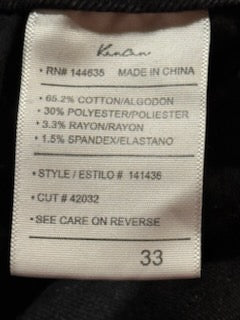 KanCan
• RN# 144635 MADE IN CHINA
• 65.2% COTTON/ALGODON
• 30% POLYESTER/POLIESTER
• 3.3% RAYON/RAYON
• 1.5% SPANDEX/ELASTANO
• STYLE / ESTILO # 141436
• CUT # 42032
• SEE CARE ON REVERSE
33